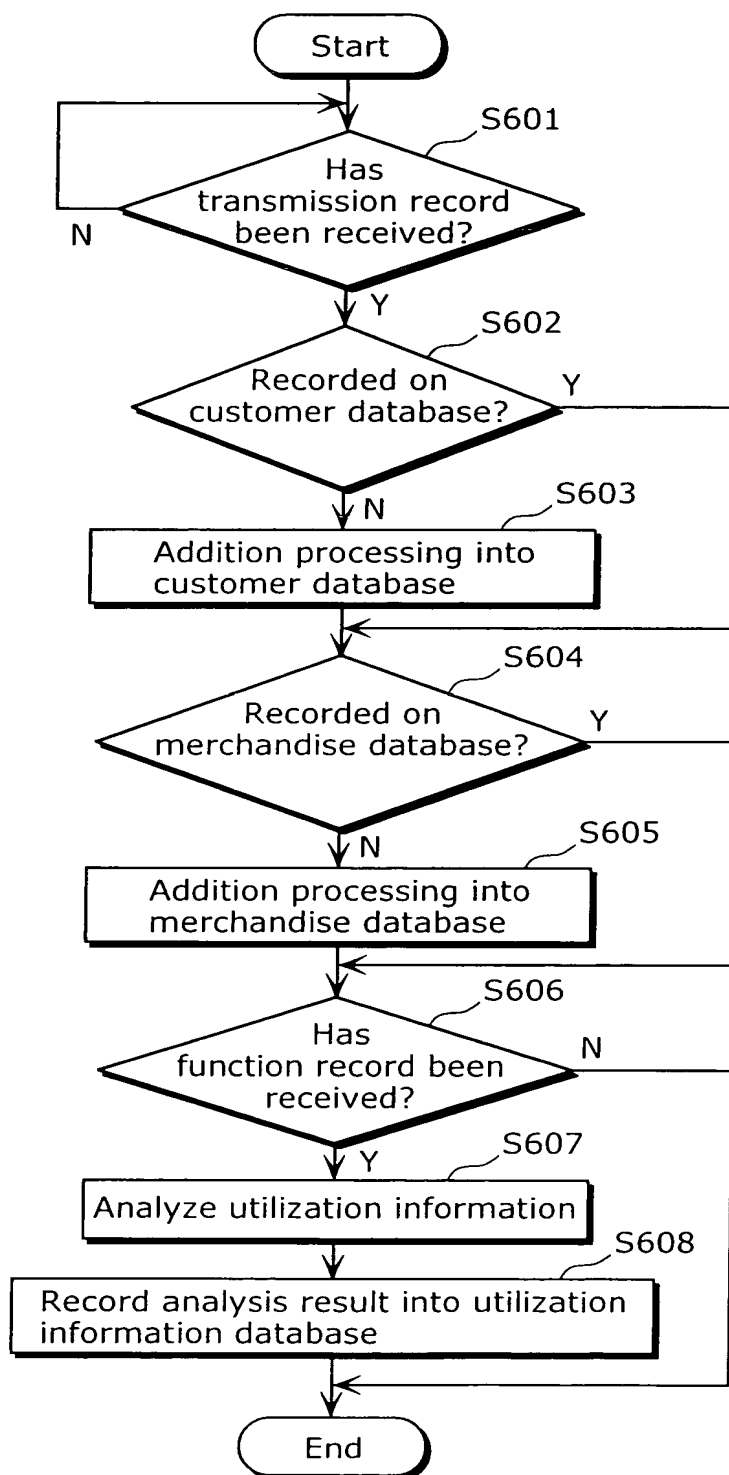 Start
S601
Has
transmission record
been received?
N
Y
S602
Recorded on
customer database?
Y
N
S603
Addition processing into
customer database
S604
Recorded on
merchandise database?
Y
N
S605
Addition processing into
merchandise database
S606
Has
function record been
received?
N
Y
S607
Analyze utilization information
S608
Record analysis result into utilization
information database
End